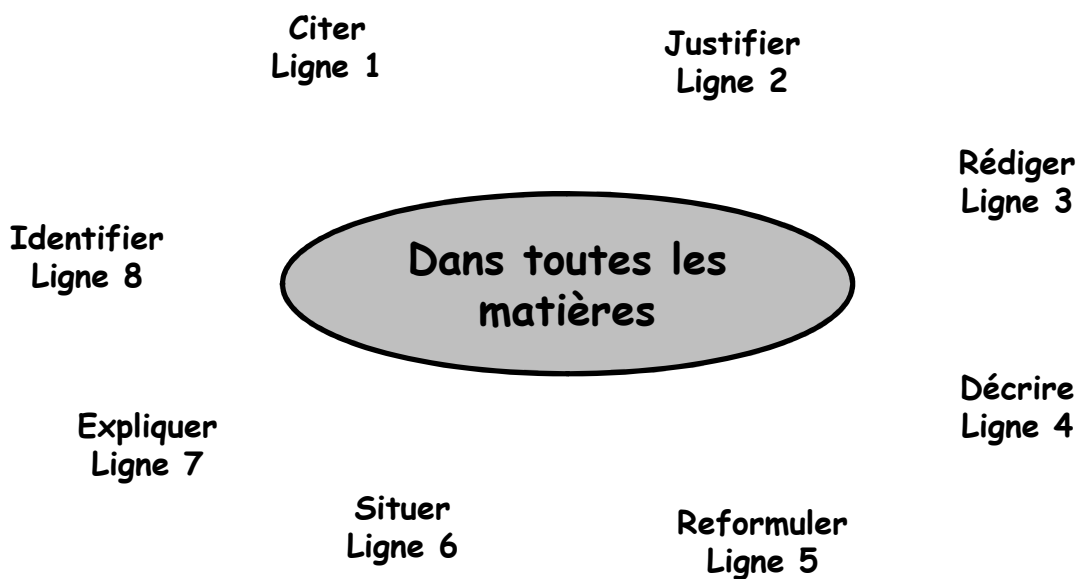 Citer
Ligne 1
Justifier
Ligne 2
Rédiger
Ligne 3
Identifier
Ligne 8
Dans toutes les
matières
Décrire
Ligne 4
Expliquer
Ligne 7
Situer
Ligne 6
Reformuler
Ligne 5